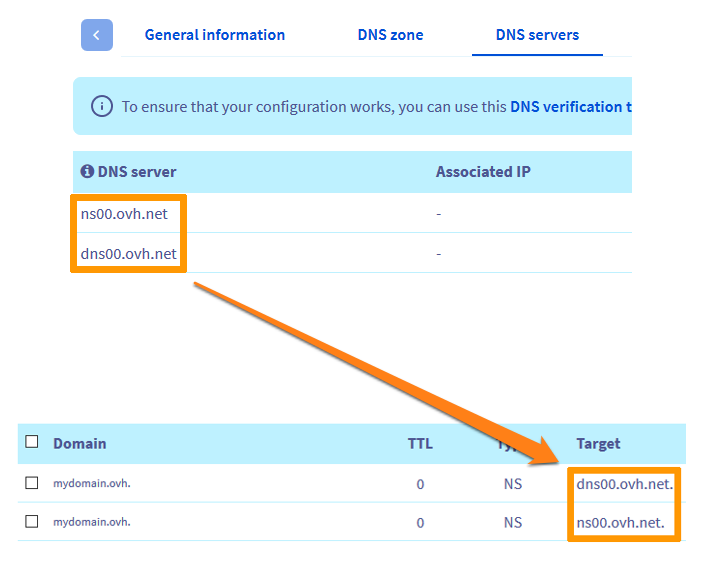 General information DNS zone DNS servers
To ensure that your configuration works, you can use this DNS verification t
DNS server Associated IP
ns00.ovh.net -
dns00.ovh.net -
Domain TTL Target
mydomain.ovh. 0 NS dns00.ovh.net.
mydomain.ovh. 0 NS ns00.ovh.net.